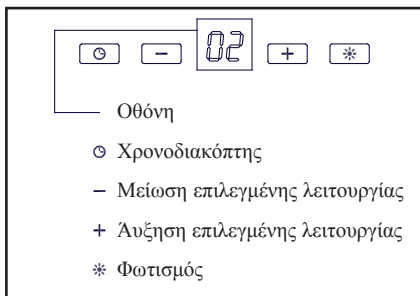 02
Οθόνη
Χρονοδιακόπτης
− Μείωση επιλεγμένης λειτουργίας
+ Άυξηση επιλεγμένης λειτουργίας
Φωτισμός